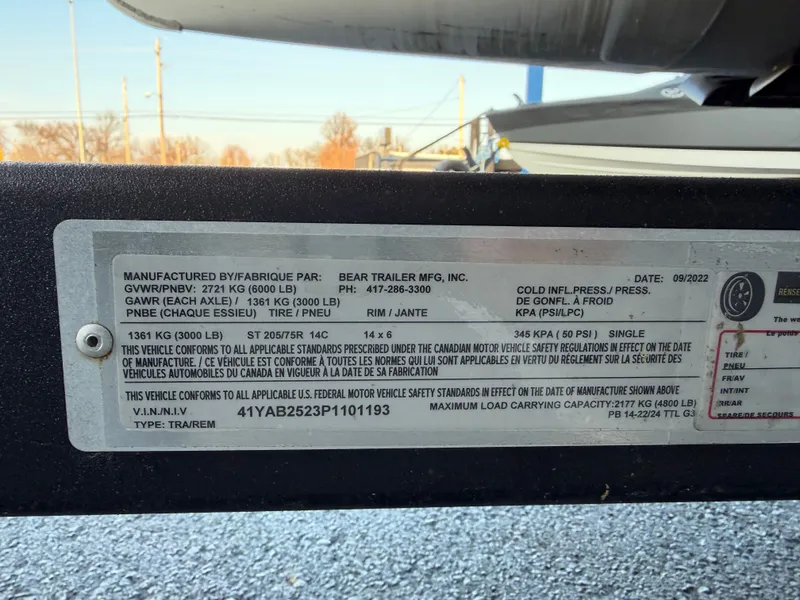 MANUFACTURED BY/FABRIQUE PAR: BEAR TRAILER MFG, INC. DATE: 09/2022
GVWR/PNBV: 2721 KG (6000 LB) PH: 417-286-3300 COLD INFL.PRESS./ PRESS.
GAWR (EACH AXLE) / 1361 KG (3000 LB) DE GONFL. À FROID
PNBE (CHAQUE ESSIEU) TIRE / PNEU RIM / JANTE KPA (PSI/LPC)
1361 KG (3000 LB) ST 205/75R 14C 14 x 6 345 KPA ( 50 PSI ) SINGLE
THIS VEHICLE CONFORMS TO ALL APPLICABLE STANDARDS PRESCRIBED UNDER THE CANADIAN MOTOR VEHICLE SAFETY REGULATIONS IN EFFECT ON THE DATE
OF MANUFACTURE. / CE VÉHICULE EST CONFORME À TOUTES LES NORMES QUI LUI SONT APPLICABLES EN VERTU DU RÈGLEMENT SUR LA SÉCURITÉ DES
VÉHICULES AUTOMOBILES DU CANADA EN VIGUEUR À LA DATE DE SA FABRICATION
THIS VEHICLE CONFORMS TO ALL APPLICABLE U.S. FEDERAL MOTOR VEHICLE SAFETY STANDARDS IN EFFECT ON THE DATE OF MANUFACTURE SHOWN ABOVE
V.I.N./N.I.V 41YAB2523P1101193 MAXIMUM LOAD CARRYING CAPACITY:2177 KG (4800 LB)
TYPE: TRA/REM PB 14-22/24 TTL G3
The we
Le poids
TIRE /
PNEU
FR/AV
INT/INT
RR/AR
SPARE/DE SECOURS